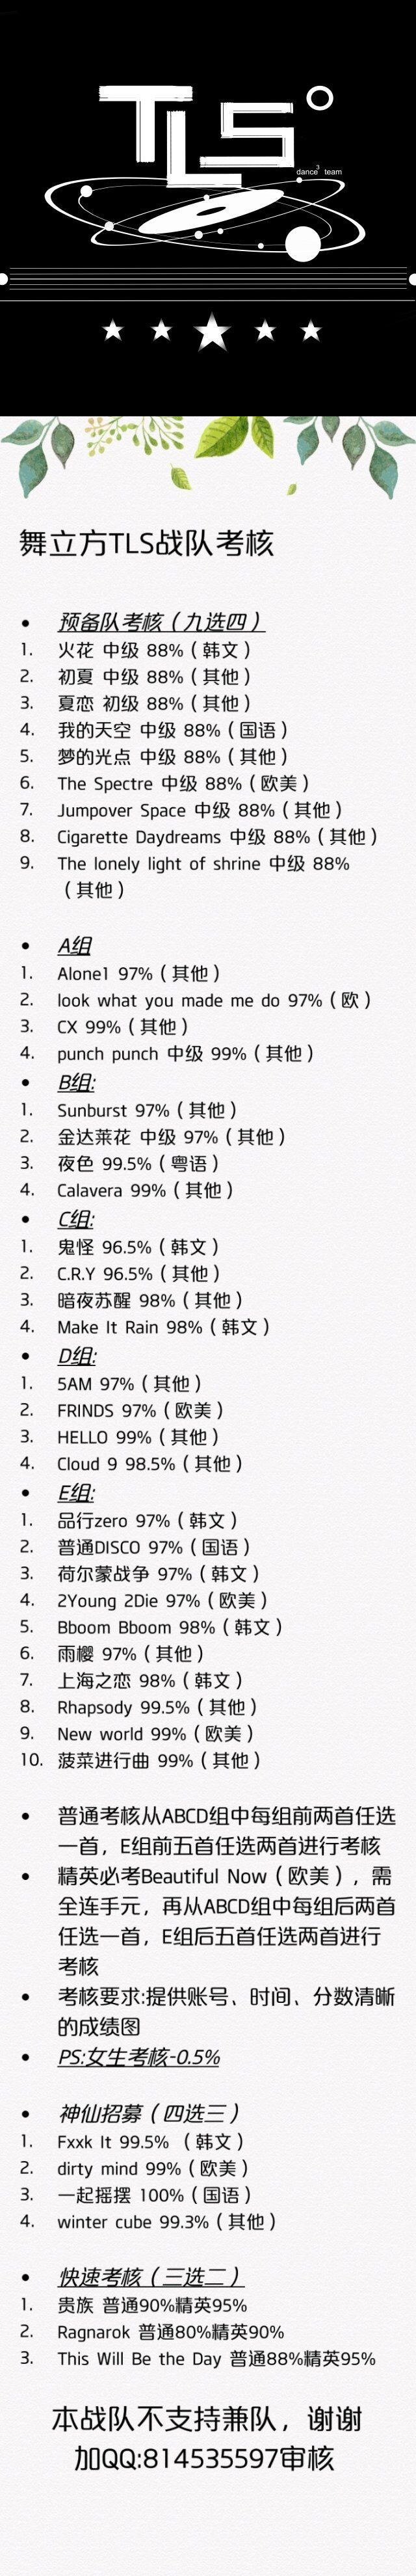 TLS
dance³ team
舞立方TLS战队考核
• 预备队考核（九选四）
1. 火花 中级 88%（韩文）
2. 初夏 中级 88%（其他）
3. 夏恋 初级 88%（其他）
4. 我的天空 中级 88%（国语）
5. 梦的光点 中级 88%（其他）
6. The Spectre 中级 88%（欧美）
7. Jumpover Space 中级 88%（其他）
8. Cigarette Daydreams 中级 88%（其他）
9. The lonely light of shrine 中级 88%
（其他）
• A组
1. Alone1 97%（其他）
2. look what you made me do 97%（欧）
3. CX 99%（其他）
4. punch punch 中级 99%（其他）
• B组:
1. Sunburst 97%（其他）
2. 金达莱花 中级 97%（其他）
3. 夜色 99.5%（粤语）
4. Calavera 99%（其他）
• C组:
1. 鬼怪 96.5%（韩文）
2. C.R.Y 96.5%（其他）
3. 暗夜苏醒 98%（其他）
4. Make It Rain 98%（韩文）
• D组:
1. 5AM 97%（其他）
2. FRINDS 97%（欧美）
3. HELLO 99%（其他）
4. Cloud 9 98.5%（其他）
• E组:
1. 品行zero 97%（韩文）
2. 普通DISCO 97%（国语）
3. 荷尔蒙战争 97%（韩文）
4. 2Young 2Die 97%（欧美）
5. Bboom Bboom 98%（韩文）
6. 雨樱 97%（其他）
7. 上海之恋 98%（韩文）
8. Rhapsody 99.5%（其他）
9. New world 99%（欧美）
10. 菠菜进行曲 99%（其他）
• 普通考核从ABCD组中每组前两首任选
一首，E组前五首任选两首进行考核
• 精英必考Beautiful Now（欧美），需
全连手元，再从ABCD组中每组后两首
任选一首，E组后五首任选两首进行
考核
• 考核要求:提供账号、时间、分数清晰
的成绩图
• PS:女生考核-0.5%
• 神仙招募（四选三）
1. Fxxk It 99.5% （韩文）
2. dirty mind 99%（欧美）
3. 一起摇摆 100%（国语）
4. winter cube 99.3%（其他）
• 快速考核（三选二）
1. 贵族 普通90%精英95%
2. Ragnarok 普通80%精英90%
3. This Will Be the Day 普通88%精英95%
本战队不支持兼队，谢谢
加QQ:814535597审核